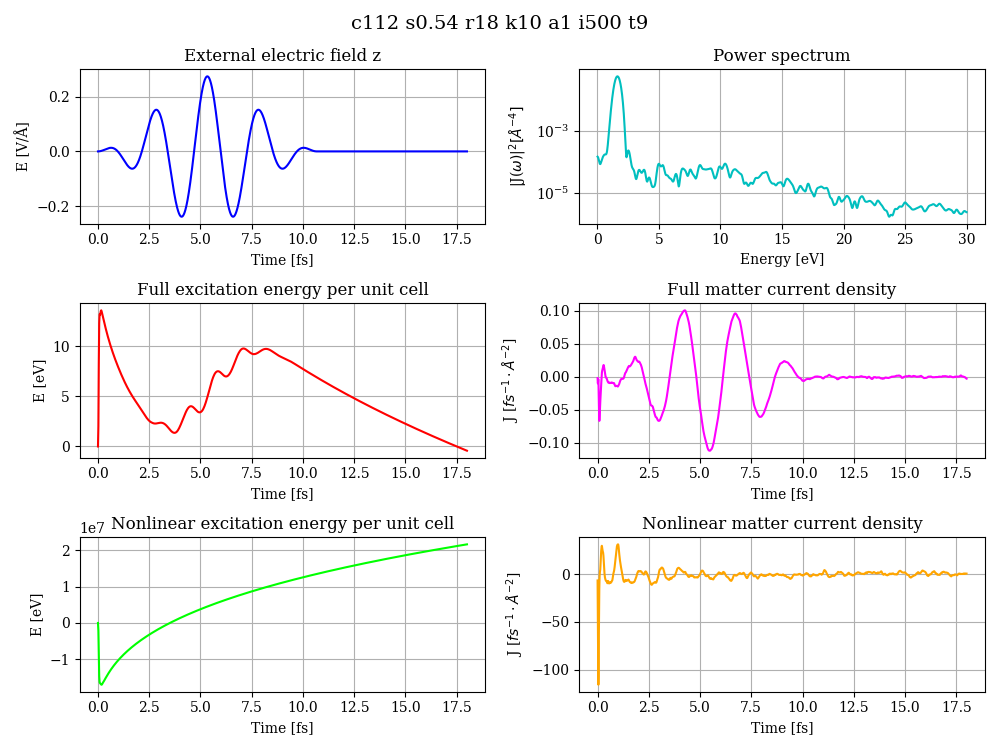 c112 s0.54 r18 k10 a1 i500 t9
External electric field z
E [V/Å]
0.2
0.0
−0.2
0.0 2.5 5.0 7.5 10.0 12.5 15.0 17.5
Time [fs]
Power spectrum
|J(ω)|² [Å⁻⁴]
10⁻³
10⁻⁵
0 5 10 15 20 25 30
Energy [eV]
Full excitation energy per unit cell
E [eV]
10
5
0
0.0 2.5 5.0 7.5 10.0 12.5 15.0 17.5
Time [fs]
Full matter current density
J [fs⁻¹ · Å⁻²]
0.10
0.05
0.00
−0.05
−0.10
0.0 2.5 5.0 7.5 10.0 12.5 15.0 17.5
Time [fs]
Nonlinear excitation energy per unit cell
1e7
E [eV]
2
1
0
−1
0.0 2.5 5.0 7.5 10.0 12.5 15.0 17.5
Time [fs]
Nonlinear matter current density
J [fs⁻¹ · Å⁻²]
0
−50
−100
0.0 2.5 5.0 7.5 10.0 12.5 15.0 17.5
Time [fs]